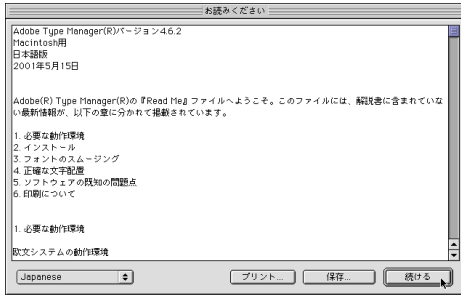 お読みください
Adobe Type Manager(R)バージョン4.6.2
Macintosh用
日本語版
2001年5月15日
Adobe(R) Type Manager(R)の『Read Me』ファイルへようこそ。このファイルには、解説書に含まれていな
い最新情報が、以下の章に分かれて掲載されています。
1. 必要な動作環境
2. インストール
3. フォントのスムージング
4. 正確な文字配置
5. ソフトウェアの既知の問題点
6. 印刷について
1. 必要な動作環境
欧文システムの動作環境
Japanese
プリント...
保存...
続ける